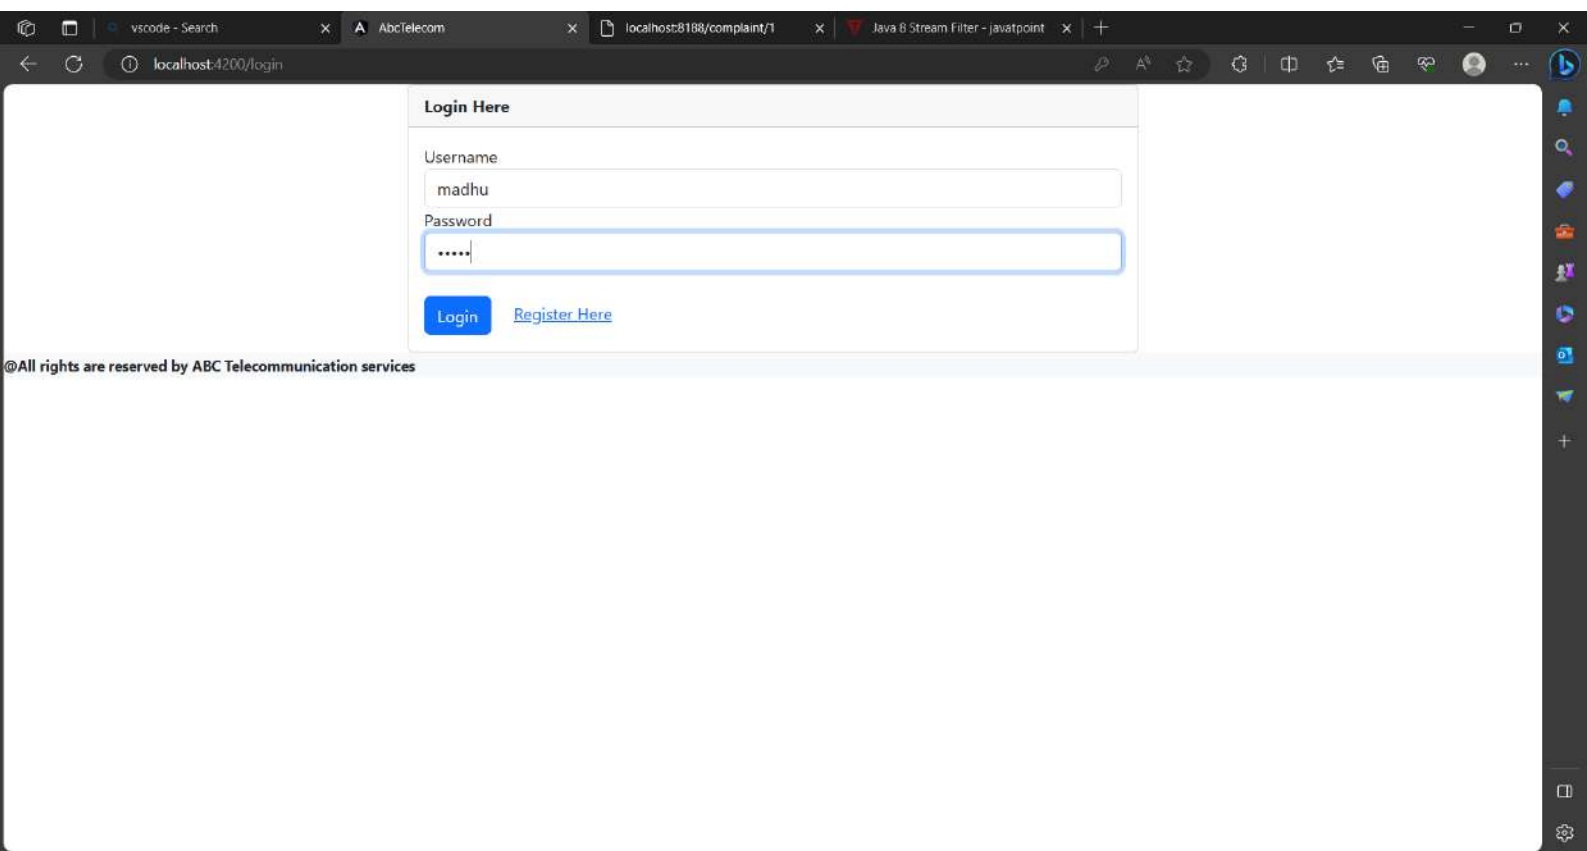 vscode - Search
AbcTelecom
localhost:8188/complaint/1
Java 8 Stream Filter - javatpoint
localhost:4200/login
Login Here
Username
madhu
Password
•••••
Login
Register Here
@All rights are reserved by ABC Telecommunication services